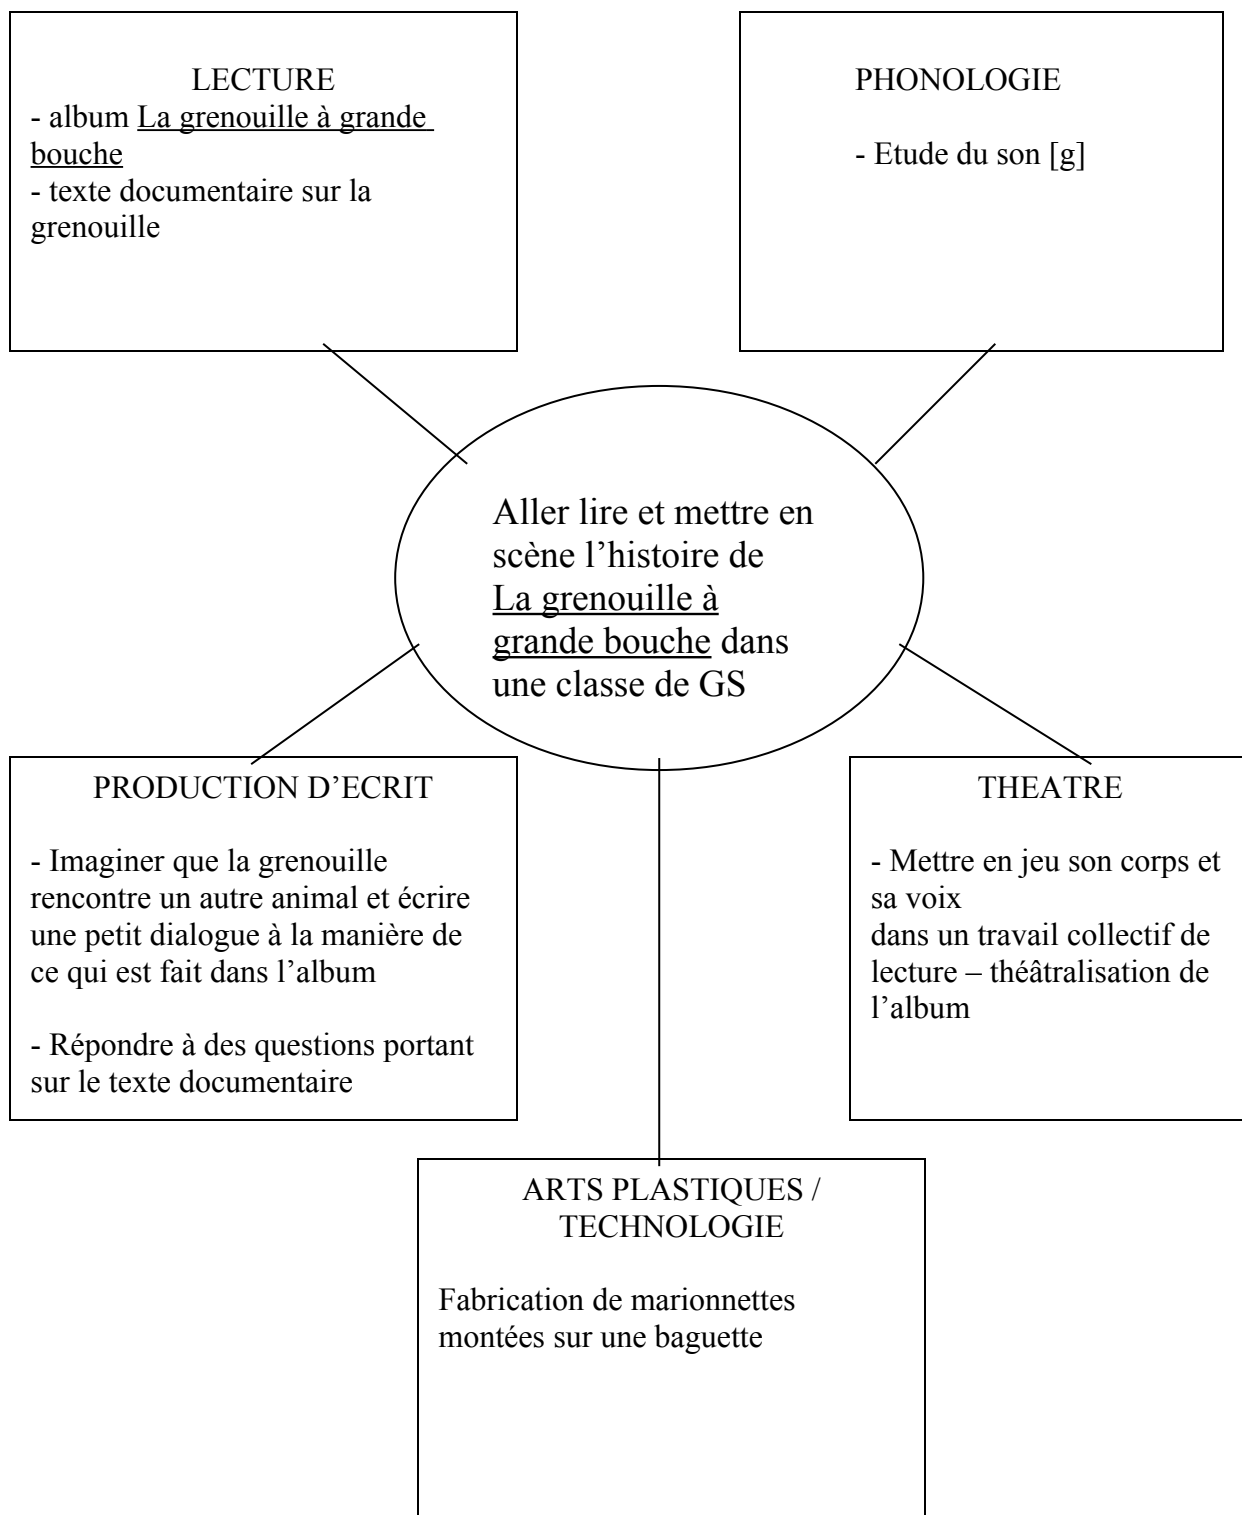 LECTURE
- album La grenouille à grande
bouche
- texte documentaire sur la
grenouille
PHONOLOGIE
- Etude du son [g]
Aller lire et mettre en
scène l’histoire de
La grenouille à
grande bouche dans
une classe de GS
PRODUCTION D’ECRIT
- Imaginer que la grenouille
rencontre un autre animal et écrire
une petit dialogue à la manière de
ce qui est fait dans l’album
- Répondre à des questions portant
sur le texte documentaire
THEATRE
- Mettre en jeu son corps et
sa voix
dans un travail collectif de
lecture – théâtralisation de
l’album
ARTS PLASTIQUES /
TECHNOLOGIE
Fabrication de marionnettes
montées sur une baguette